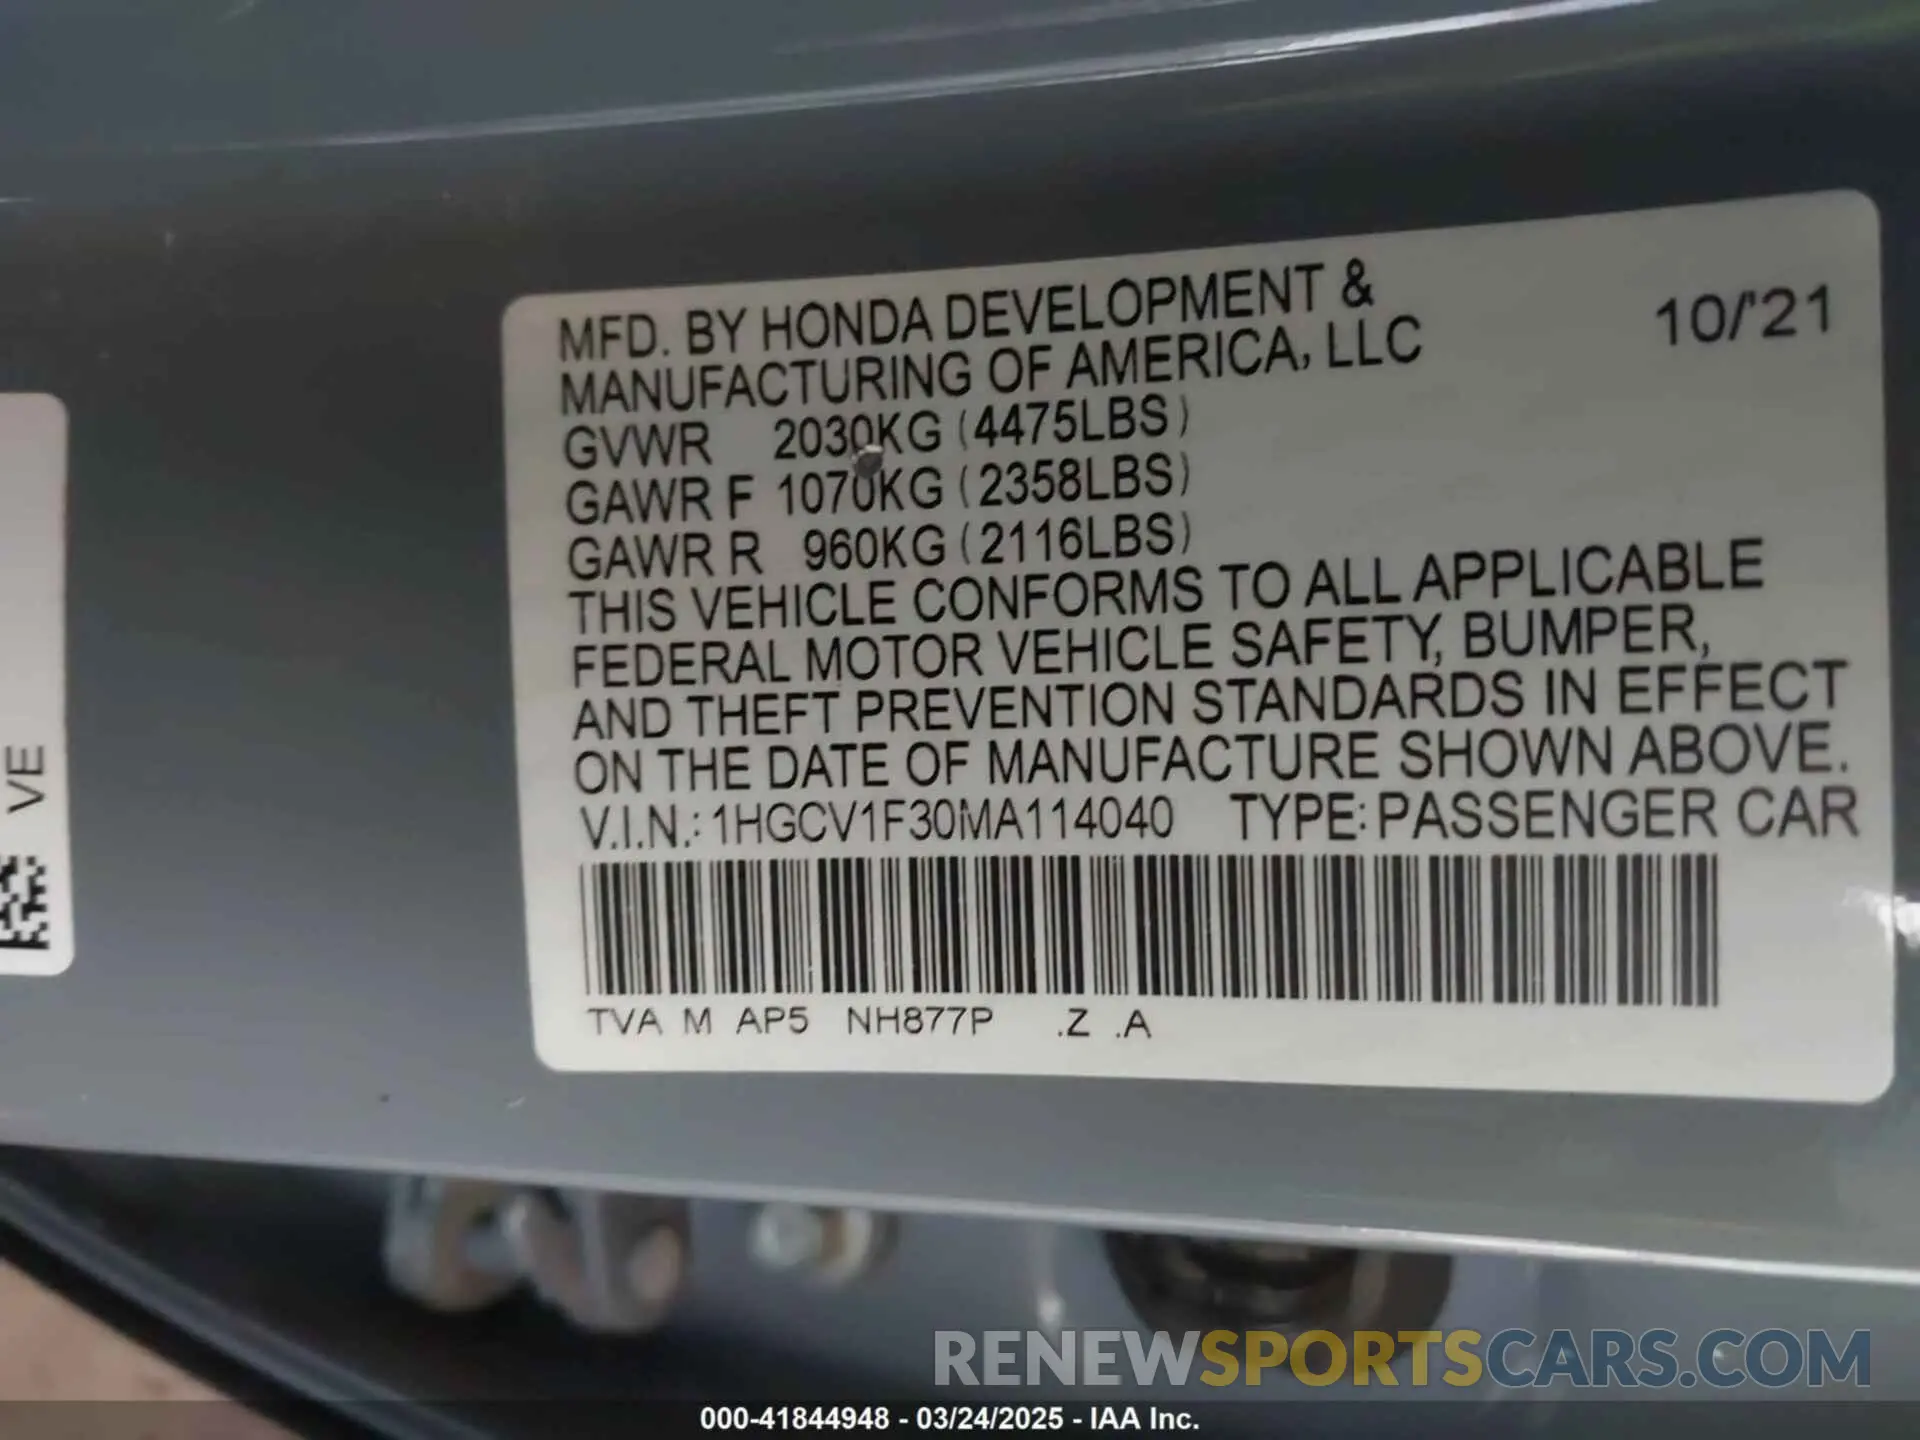 MFD. BY HONDA DEVELOPMENT &
MANUFACTURING OF AMERICA, LLC
10/'21
GVWR 2030KG (4475LBS)
GAWR F 1070KG (2358LBS)
GAWR R 960KG (2116LBS)
THIS VEHICLE CONFORMS TO ALL APPLICABLE
FEDERAL MOTOR VEHICLE SAFETY, BUMPER,
AND THEFT PREVENTION STANDARDS IN EFFECT
ON THE DATE OF MANUFACTURE SHOWN ABOVE.
V.I.N.: 1HGCV1F30MA114040 TYPE: PASSENGER CAR
TVA M AP5 NH877P .Z .A
VE
RENEWSPORTSCARS.COM
000-41844948 - 03/24/2025 - IAA Inc.